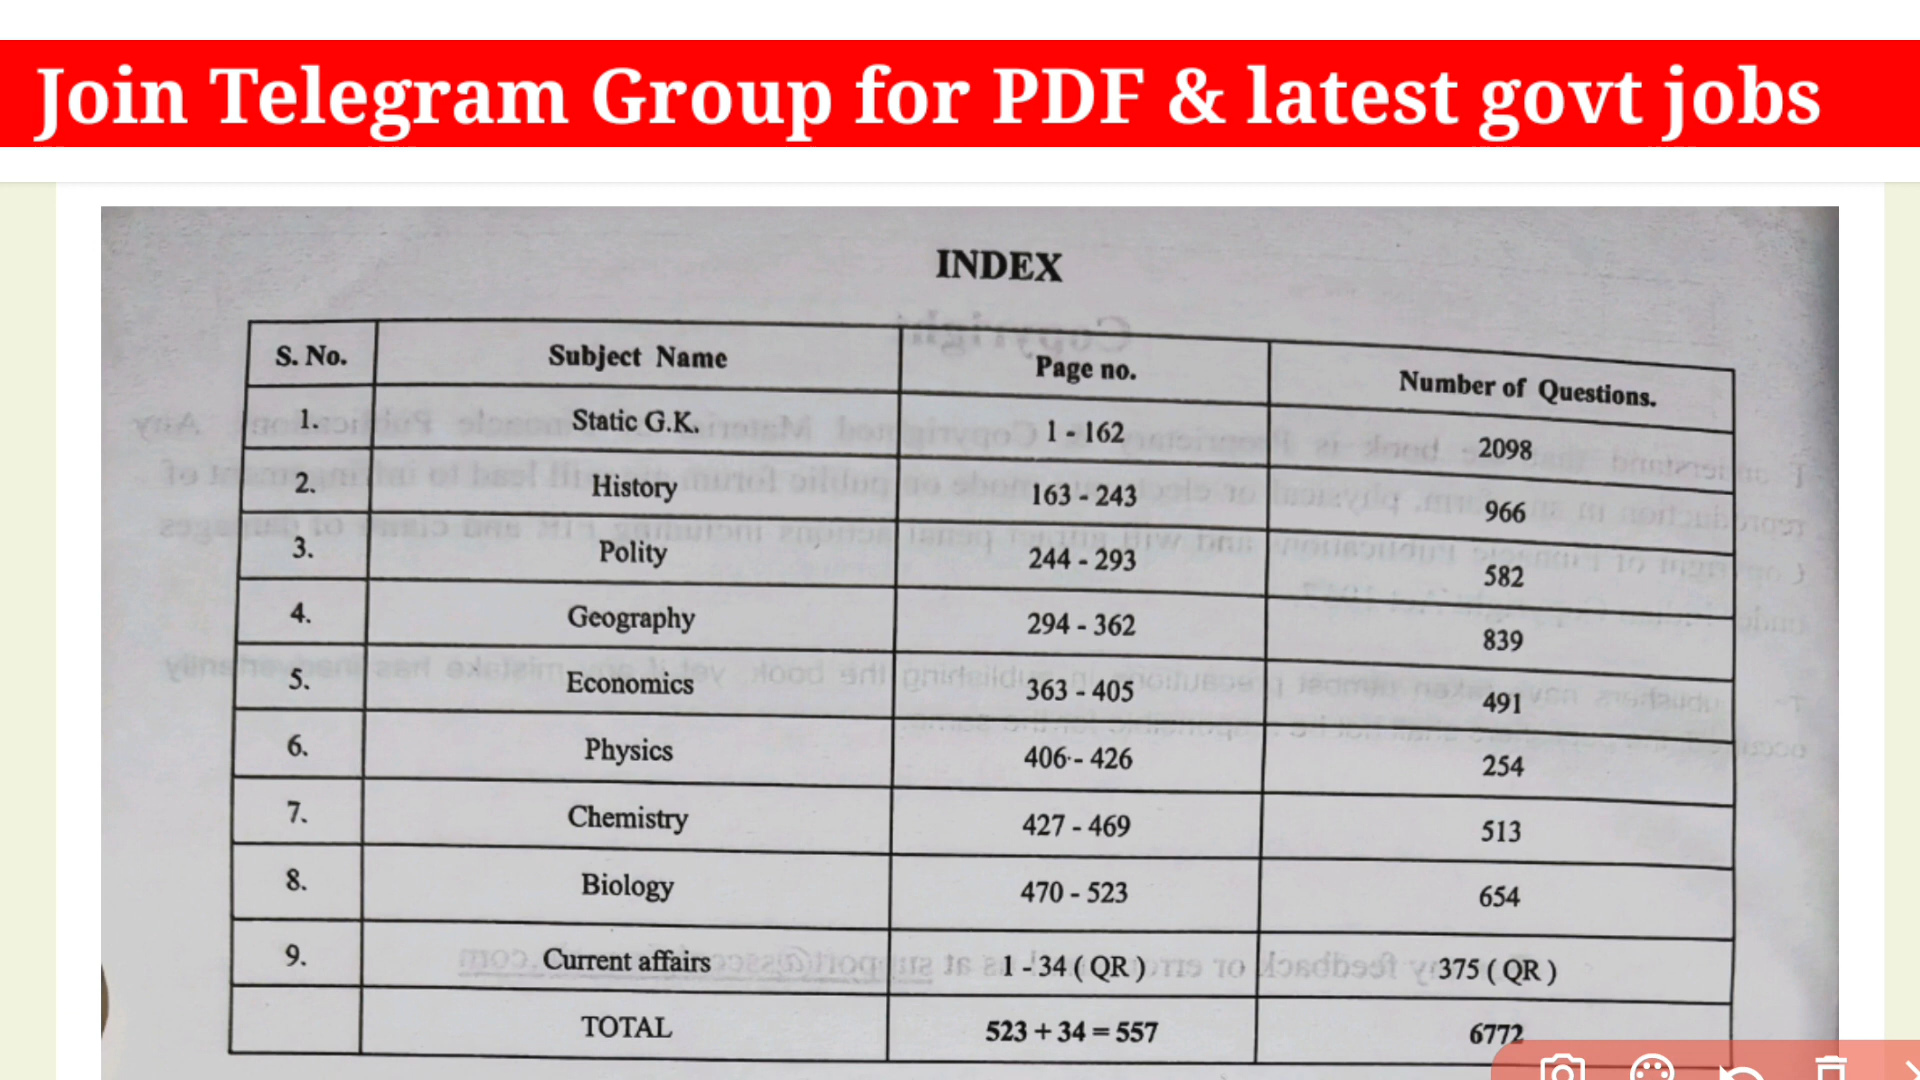 Join Telegram Group for PDF & latest govt jobs
INDEX
S. No. Subject Name Page no. Number of Questions.
1. Static G.K. 1 - 162 2098
2. History 163 - 243 966
3. Polity 244 - 293 582
4. Geography 294 - 362 839
5. Economics 363 - 405 491
6. Physics 406 - 426 254
7. Chemistry 427 - 469 513
8. Biology 470 - 523 654
9. Current affairs 1 - 34 ( QR ) 375 ( QR )
TOTAL 523 + 34 = 557 6772